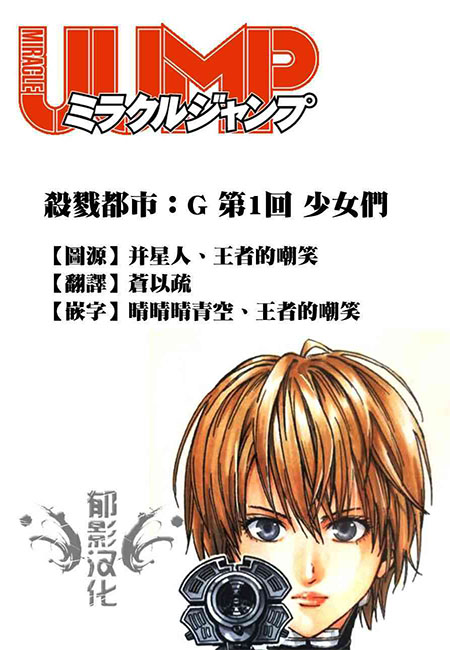 MIRACLE
JUMP
ミラクルジャンプ
殺戮都市：G 第1回 少女們
【圖源】并星人、王者的嘲笑
【翻譯】蒼以疏
【嵌字】晴晴晴青空、王者的嘲笑
郁影汉化